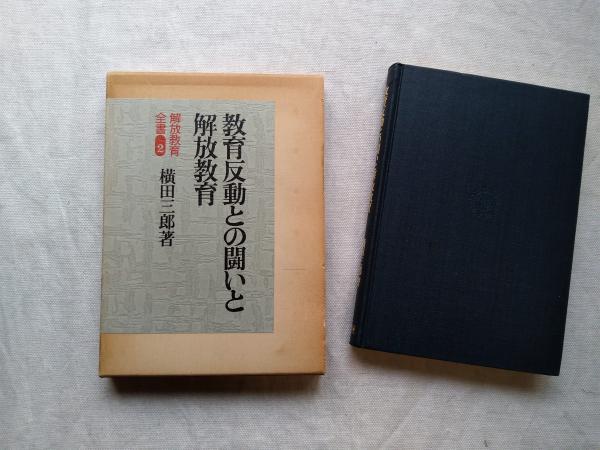 教育反動との闘いと
解放教育
解放教育
全書 2
横田三郎著